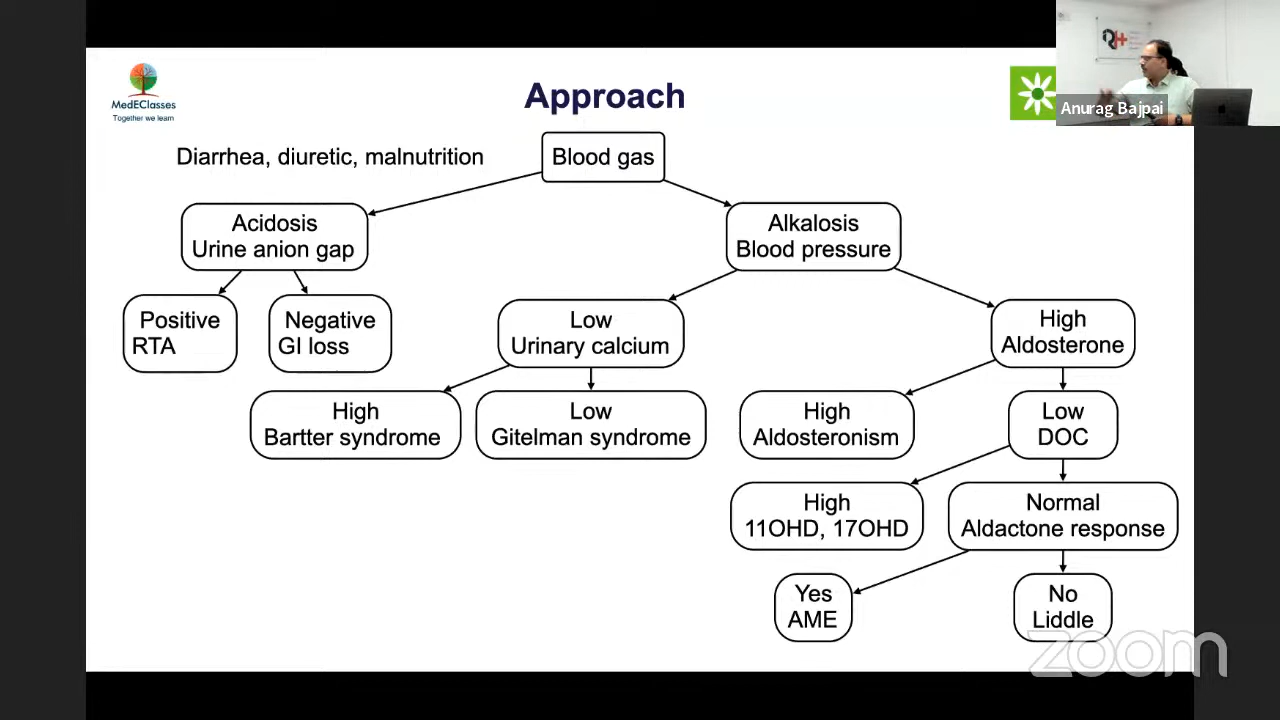 MedEClasses
Together we learn
Approach
Anurag Bajpai
Diarrhea, diuretic, malnutrition
Blood gas
Acidosis
Urine anion gap
Alkalosis
Blood pressure
Positive
RTA
Negative
GI loss
Low
Urinary calcium
High
Aldosterone
High
Bartter syndrome
Low
Gitelman syndrome
High
Aldosteronism
Low
DOC
High
11OHD, 17OHD
Normal
Aldactone response
Yes
AME
No
Liddle
zoom